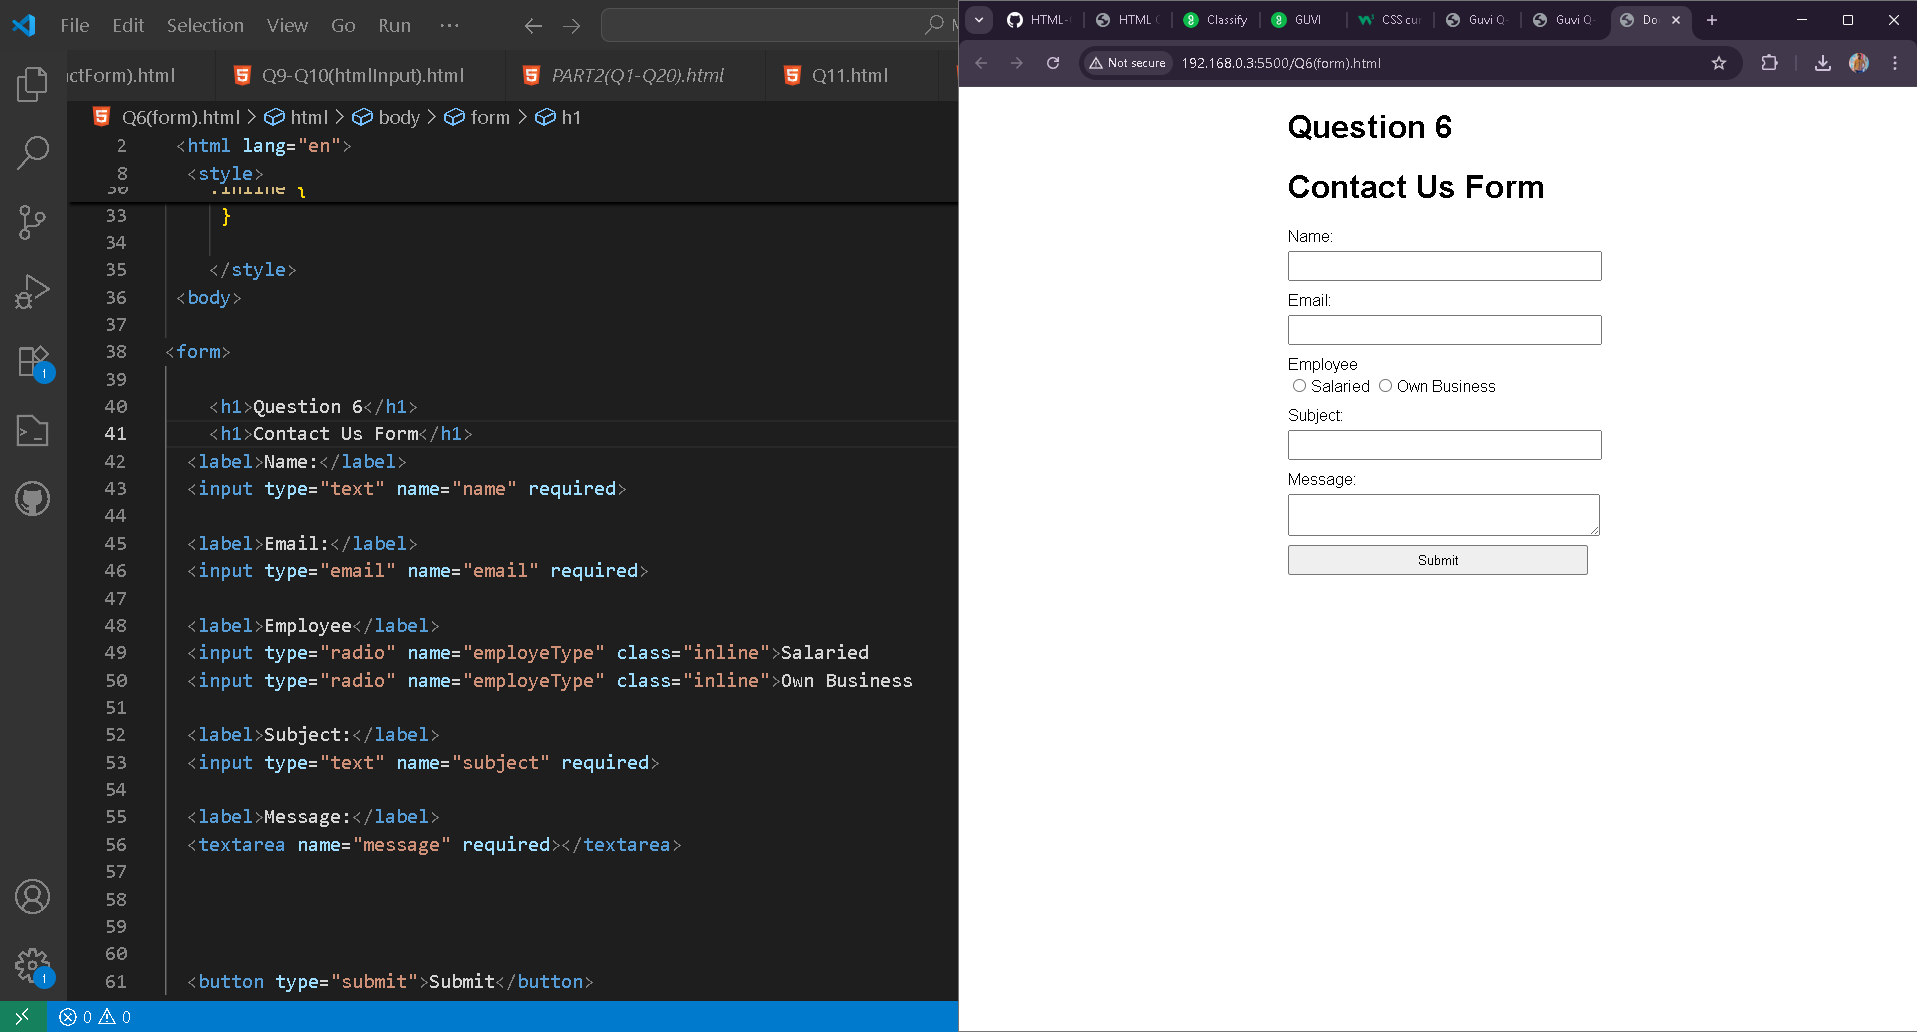 File Edit Selection View Go Run ···
ctForm).html Q9-Q10(htmlInput).html PART2(Q1-Q20).html Q11.html
Q6(form).html > html > body > form > h1
2 <html lang="en">
8 <style>
30 .inline {
33 }
34
35 </style>
36 <body>
37
38 <form>
39
40 <h1>Question 6</h1>
41 <h1>Contact Us Form</h1>
42 <label>Name:</label>
43 <input type="text" name="name" required>
44
45 <label>Email:</label>
46 <input type="email" name="email" required>
47
48 <label>Employee</label>
49 <input type="radio" name="employeType" class="inline">Salaried
50 <input type="radio" name="employeType" class="inline">Own Business
51
52 <label>Subject:</label>
53 <input type="text" name="subject" required>
54
55 <label>Message:</label>
56 <textarea name="message" required></textarea>
57
58
59
60
61 <button type="submit">Submit</button>
1
1
0 0
HTML- HTML Classify GUVI CSS cur Guvi Q Guvi Q Do
Not secure 192.168.0.3:5500/Q6(form).html
Question 6
Contact Us Form
Name:
Email:
Employee
Salaried Own Business
Subject:
Message:
Submit